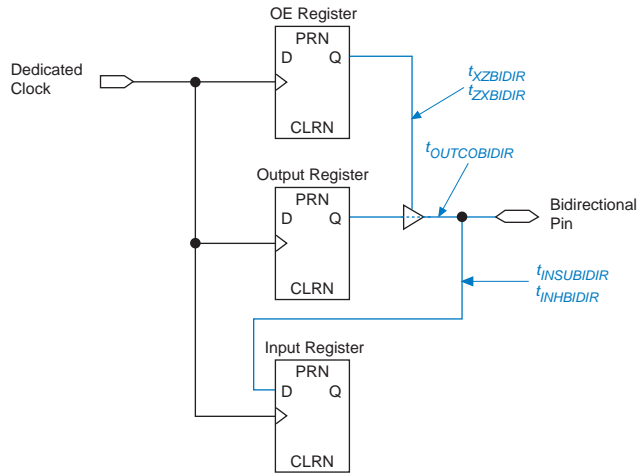 OE Register
PRN
D
Q
CLRN
Dedicated
Clock
tXZBIDIR
tZXBIDIR
tOUTCOBIDIR
Output Register
PRN
D
Q
CLRN
Bidirectional
Pin
tINSUBIDIR
tINHBIDIR
Input Register
PRN
D
Q
CLRN